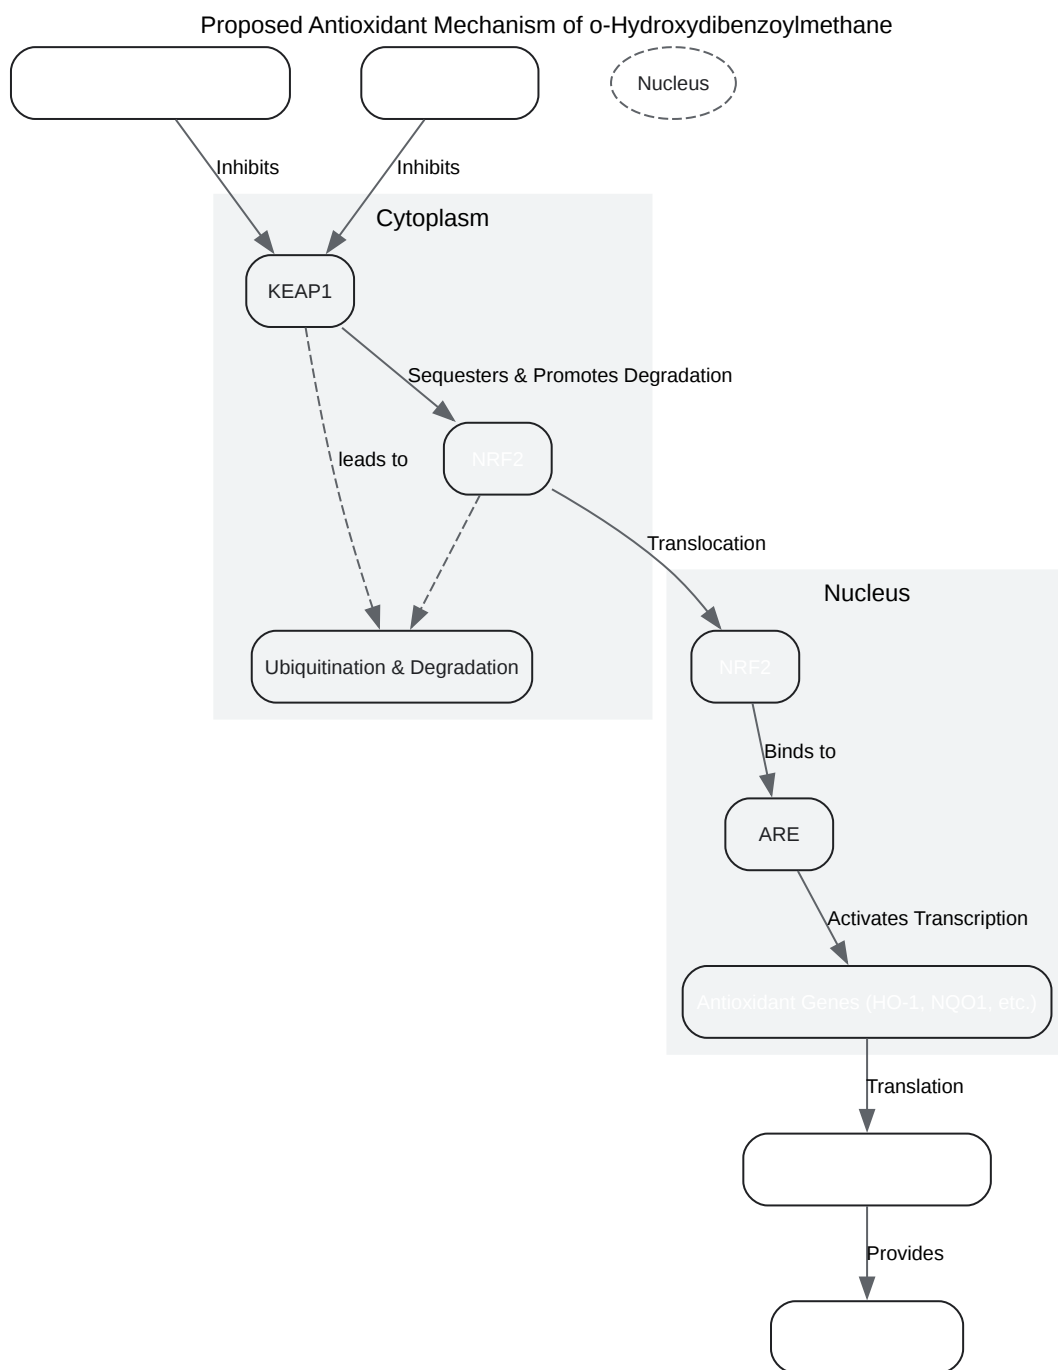 Proposed Antioxidant Mechanism of o-Hydroxydibenzoylmethane
Nucleus
Inhibits
Inhibits
Cytoplasm
KEAP1
Sequesters & Promotes Degradation
NRF2
leads to
Translocation
Nucleus
Ubiquitination & Degradation
NRF2
Binds to
ARE
Activates Transcription
Antioxidant Genes (HO-1, NQO1, etc.)
Translation
Provides